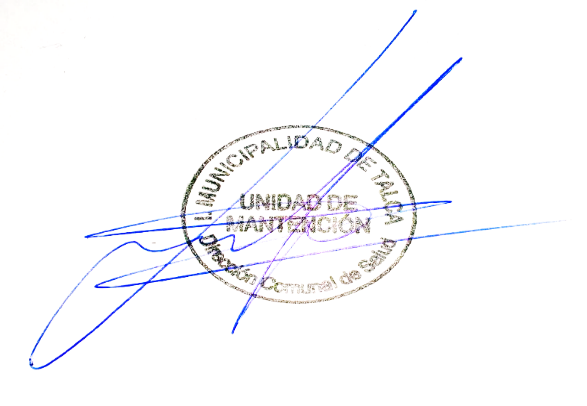 I. MUNICIPALIDAD DE TALCA
UNIDAD DE
MANTENCIÓN
Dirección Comunal de Salud